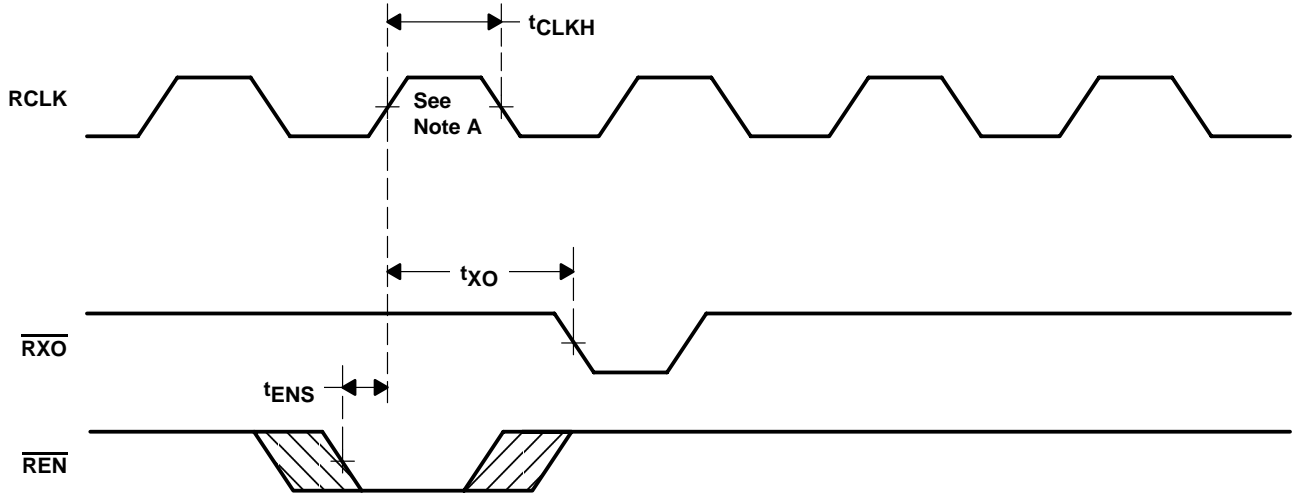 tCLKH
RCLK
See
Note A
tXO
RXO
tENS
REN